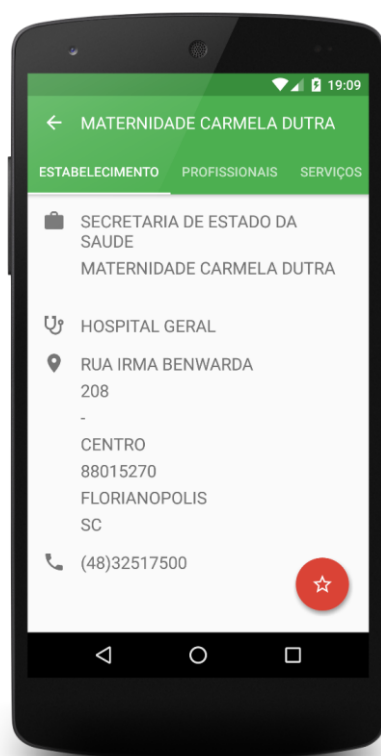 19:09
MATERNIDADE CARMELA DUTRA
ESTABELECIMENTO PROFISSIONAIS SERVIÇOS
SECRETARIA DE ESTADO DA
SAUDE
MATERNIDADE CARMELA DUTRA
HOSPITAL GERAL
RUA IRMA BENWARDA
208
-
CENTRO
88015270
FLORIANOPOLIS
SC
(48)32517500